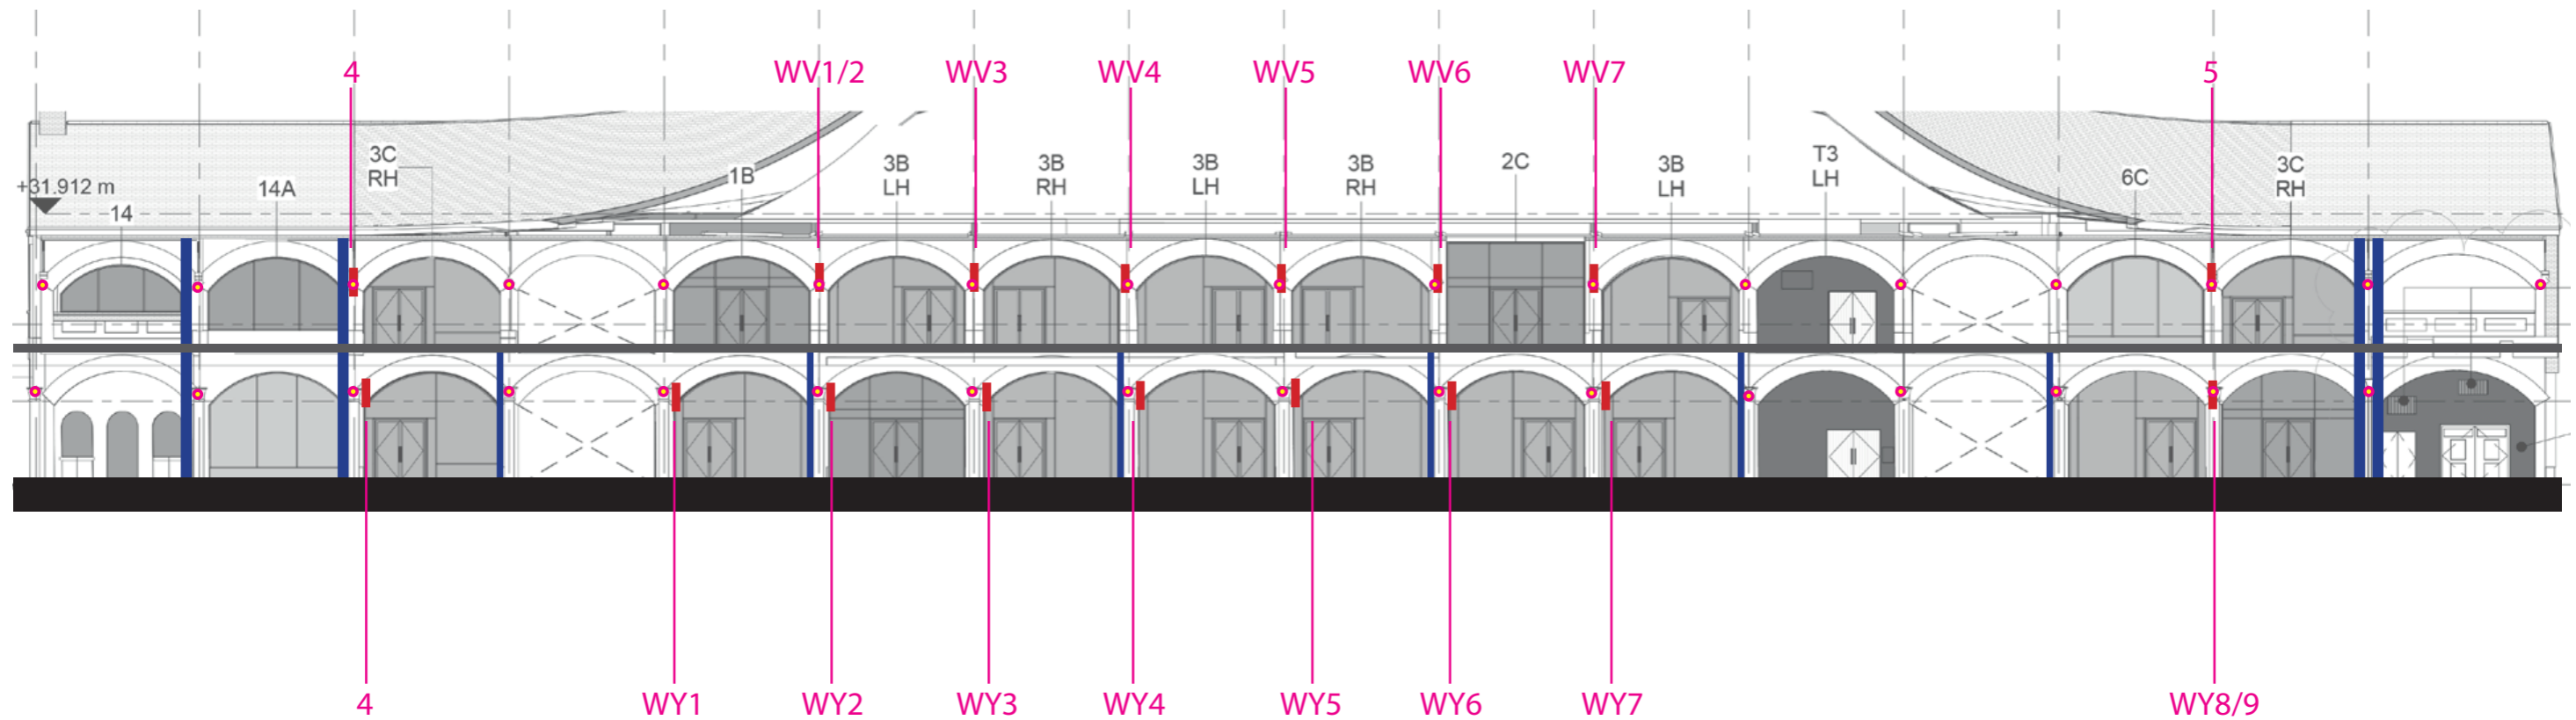 4 WV1/2 WV3 WV4 WV5 WV6 WV7 5
3C
RH
1B
3B
LH
3B
RH
3B
LH
3B
RH
2C
3B
LH
T3
LH
6C
3C
RH
+31.912 m
14
14A
4 WY1 WY2 WY3 WY4 WY5 WY6 WY7 WY8/9